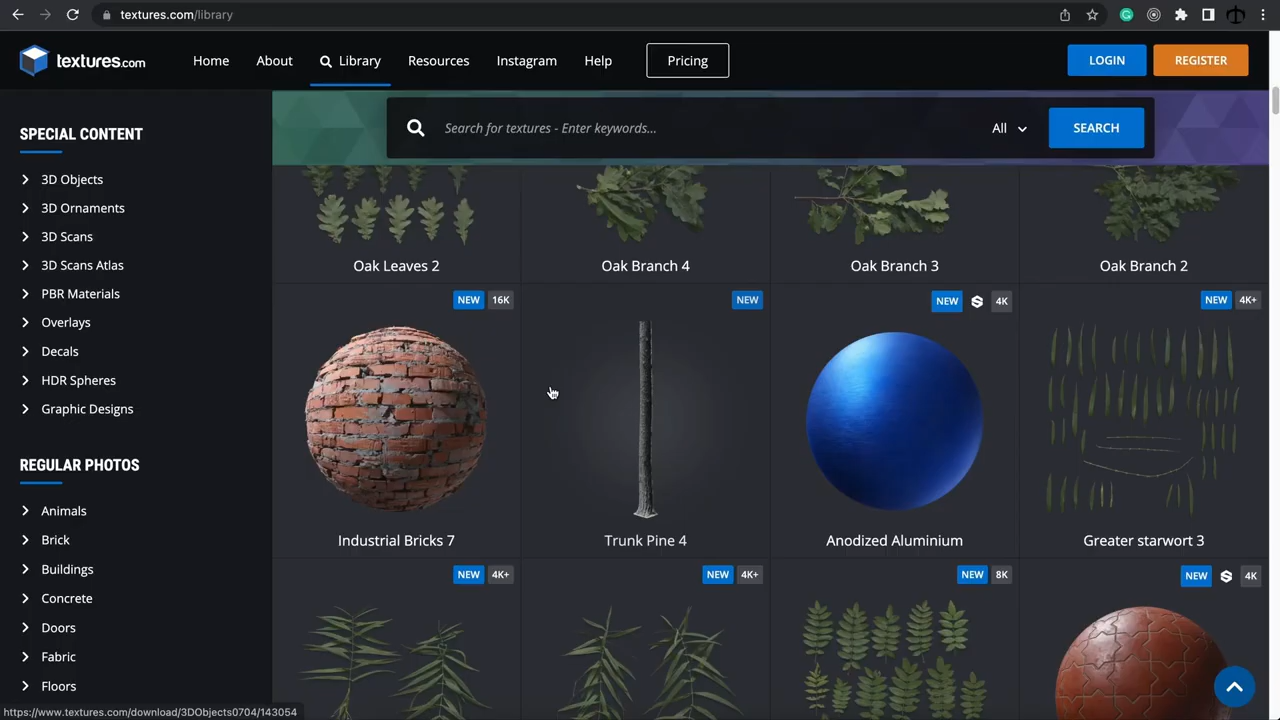 textures.com/library
textures.com
Home
About
Library
Resources
Instagram
Help
Pricing
LOGIN
REGISTER
Search for textures - Enter keywords...
All
SEARCH
SPECIAL CONTENT
3D Objects
3D Ornaments
3D Scans
3D Scans Atlas
PBR Materials
Overlays
Decals
HDR Spheres
Graphic Designs
REGULAR PHOTOS
Animals
Brick
Buildings
Concrete
Doors
Fabric
Floors
Oak Leaves 2
Oak Branch 4
Oak Branch 3
Oak Branch 2
NEW 16K
NEW
NEW 4K
NEW 4K+
Industrial Bricks 7
Trunk Pine 4
Anodized Aluminium
Greater starwort 3
NEW 4K+
NEW 4K+
NEW 8K
NEW 4K
https://www.textures.com/download/3DObjects0704/143054